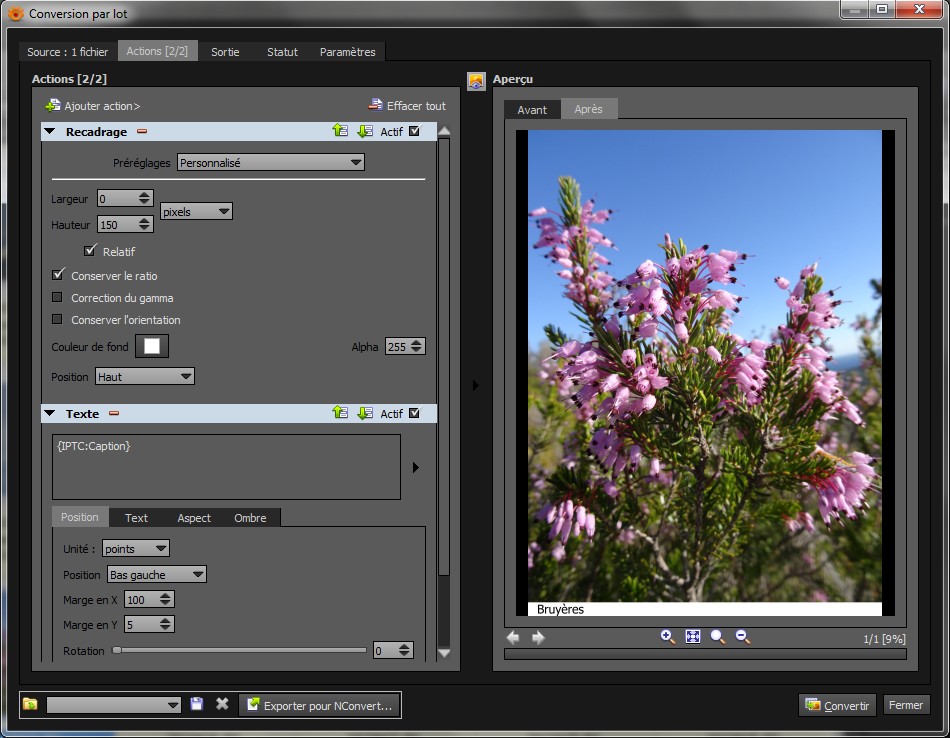 Conversion par lot
Source : 1 fichier Actions [2/2] Sortie Statut Paramètres
Actions [2/2]
Ajouter action> Effacer tout
Recadrage Actif
Préréglages Personnalisé
Largeur 0
pixels
Hauteur 150
Relatif
Conserver le ratio
Correction du gamma
Conserver l'orientation
Couleur de fond Alpha 255
Position Haut
Texte Actif
{IPTC:Caption}
Position Text Aspect Ombre
Unité : points
Position Bas gauche
Marge en X 100
Marge en Y 5
Rotation 0
Aperçu
Avant Après
Bruyères
1/1 [9%]
Exporter pour NConvert... Convertir Fermer